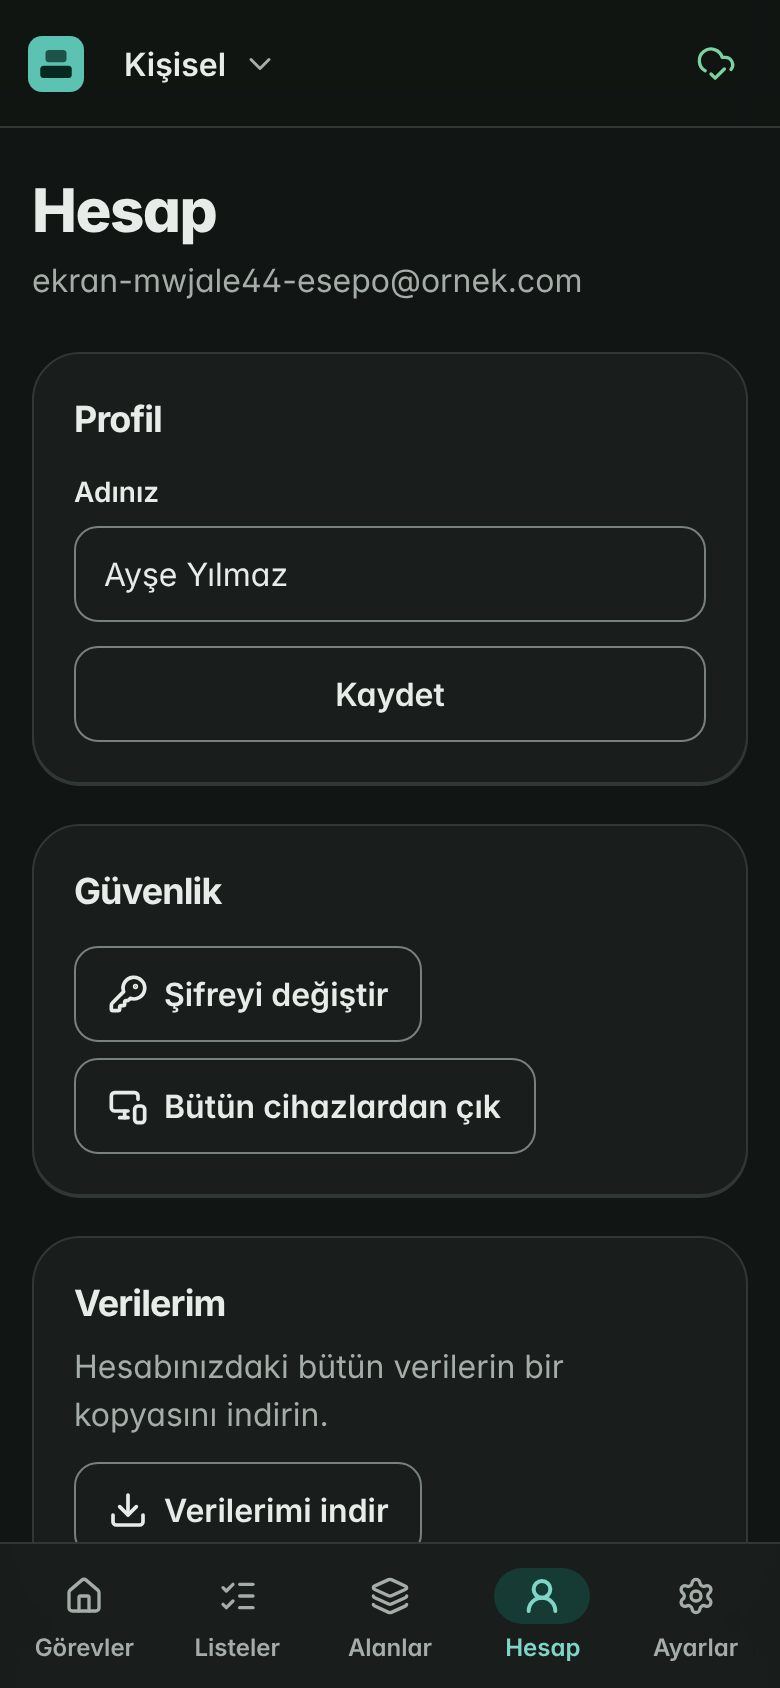 Kişisel
Hesap
ekran-mwjale44-esepo@ornek.com
Profil
Adınız
Ayşe Yılmaz
Kaydet
Güvenlik
Şifreyi değiştir
Bütün cihazlardan çık
Verilerim
Hesabınızdaki bütün verilerin bir
kopyasını indirin.
Verilerimi indir
Görevler
Listeler
Alanlar
Hesap
Ayarlar